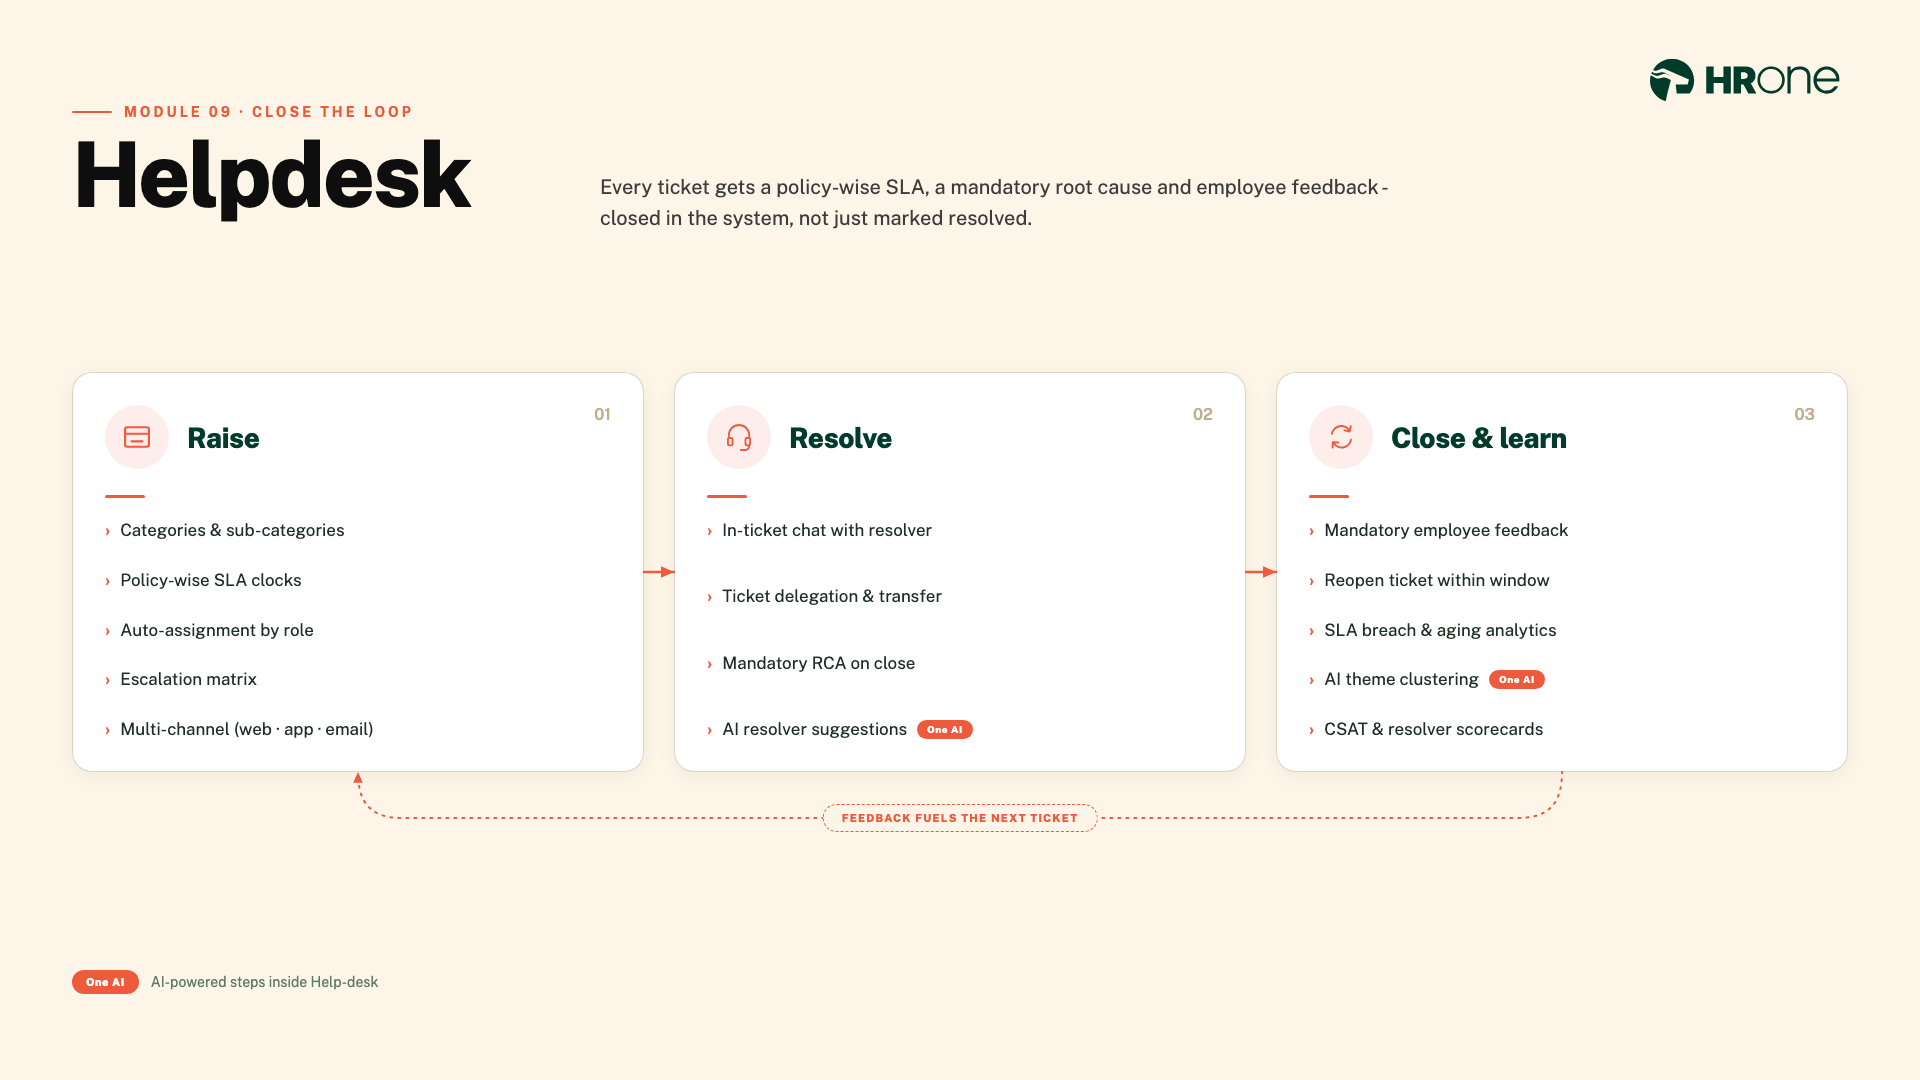 HRone
MODULE 09 · CLOSE THE LOOP
Helpdesk
Every ticket gets a policy-wise SLA, a mandatory root cause and employee feedback -
closed in the system, not just marked resolved.
01
Raise
› Categories & sub-categories
› Policy-wise SLA clocks
› Auto-assignment by role
› Escalation matrix
› Multi-channel (web · app · email)
02
Resolve
› In-ticket chat with resolver
› Ticket delegation & transfer
› Mandatory RCA on close
› AI resolver suggestions One AI
03
Close & learn
› Mandatory employee feedback
› Reopen ticket within window
› SLA breach & aging analytics
› AI theme clustering One AI
› CSAT & resolver scorecards
FEEDBACK FUELS THE NEXT TICKET
One AI AI-powered steps inside Help-desk